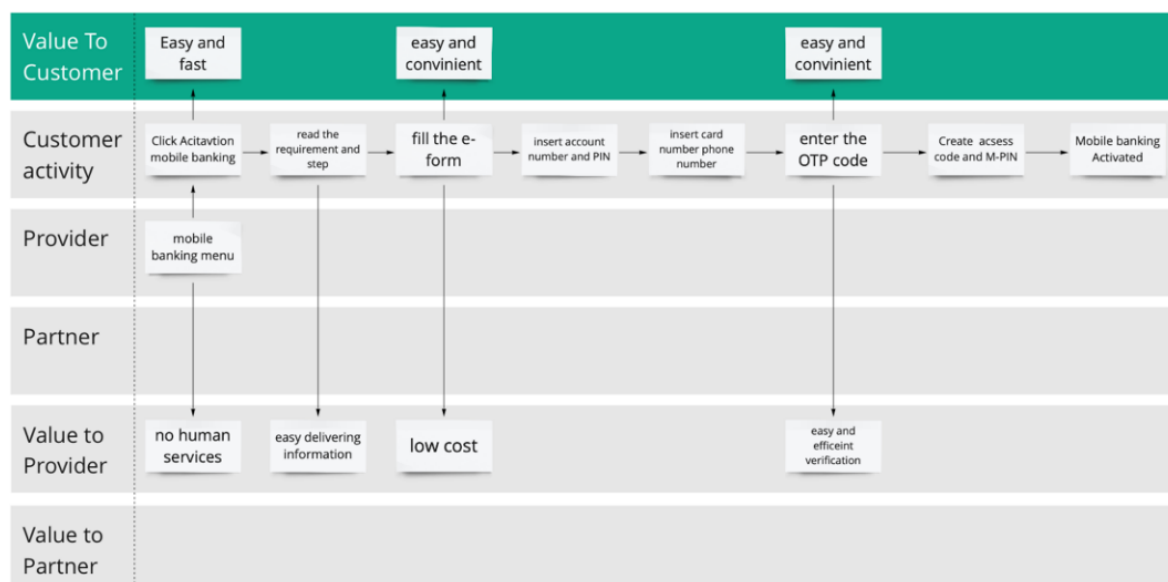 Value To
Customer
Easy and
fast
easy and
convinient
easy and
convinient
Customer
activity
Click Acitavtion
mobile banking
read the
requirement and
step
fill the e-
form
insert account
number and PIN
insert card
number phone
number
enter the
OTP code
Create assess
code and M-PIN
Mobile banking
Activated
Provider
mobile
banking menu
Partner
Value to
Provider
no human
services
easy delivering
information
low cost
easy and
efficeint
verification
Value to
Partner